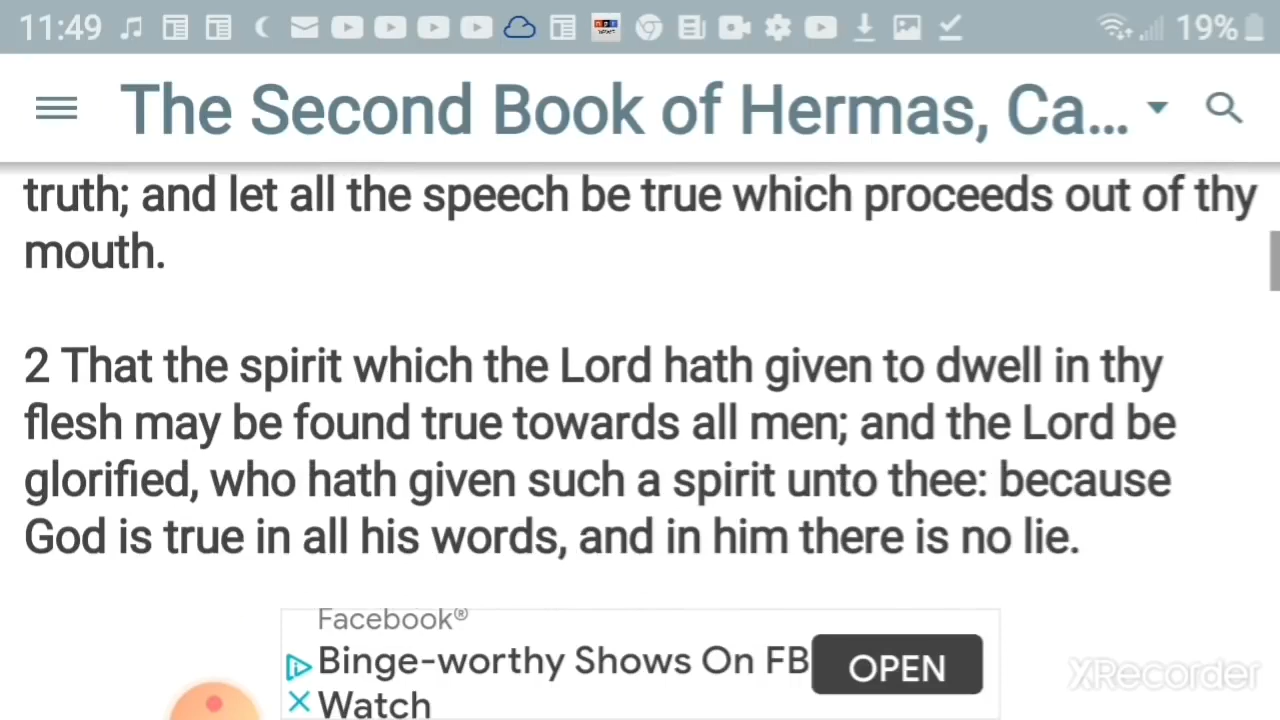 11:49
19%
The Second Book of Hermas, Ca...
truth; and let all the speech be true which proceeds out of thy
mouth.
2 That the spirit which the Lord hath given to dwell in thy
flesh may be found true towards all men; and the Lord be
glorified, who hath given such a spirit unto thee: because
God is true in all his words, and in him there is no lie.
Facebook®
Binge-worthy Shows On FB
Watch
OPEN
XRecorder